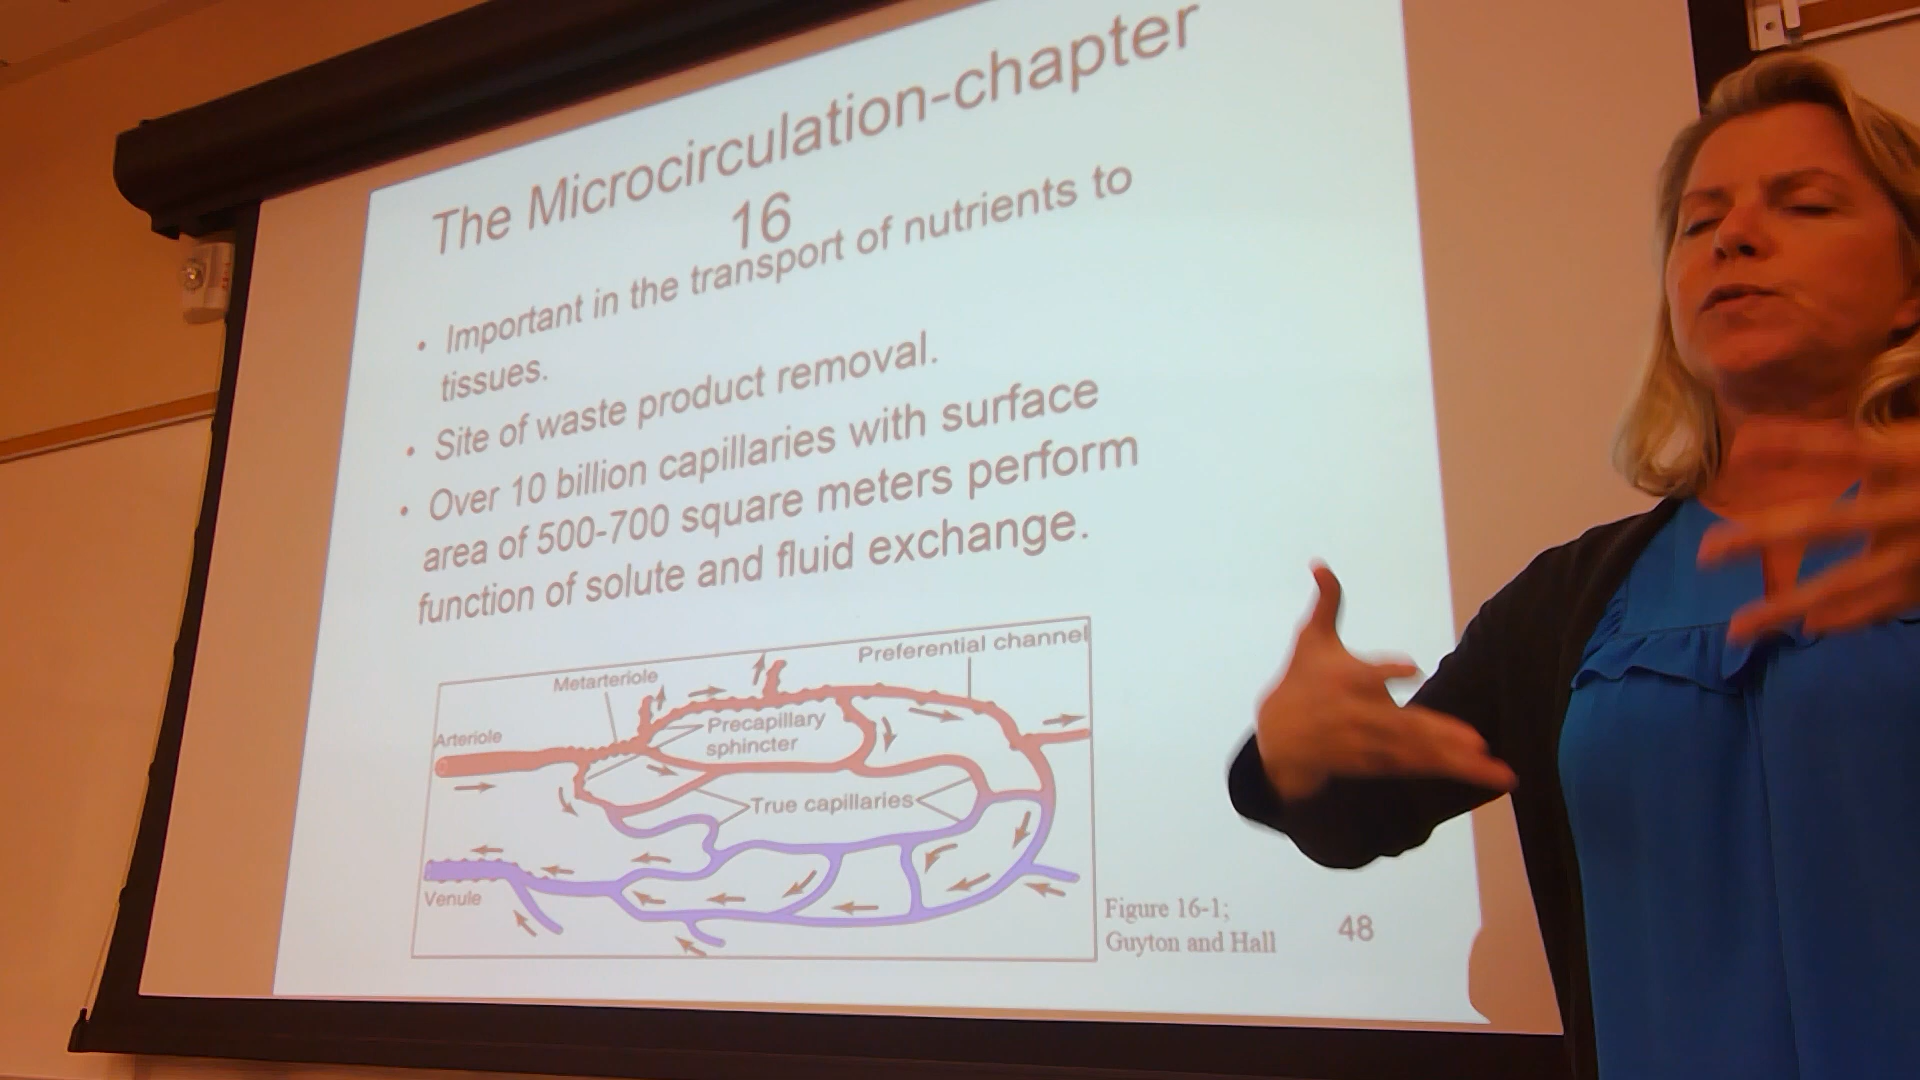 The Microcirculation-chapter
16
• Important in the transport of nutrients to
tissues.
• Site of waste product removal.
• Over 10 billion capillaries with surface
area of 500-700 square meters perform
function of solute and fluid exchange.
Preferential channel
Metarteriole
Precapillary
sphincter
Arteriole
True capillaries
Venule
Figure 16-1;
Guyton and Hall
48